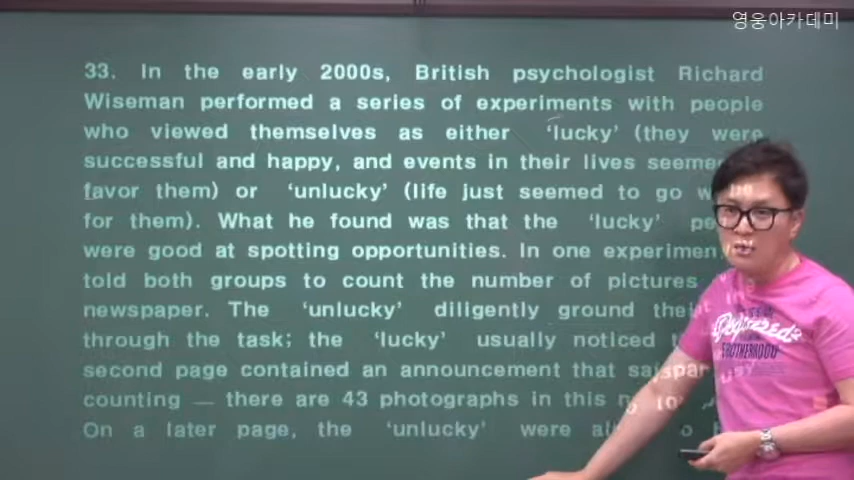 영웅아카데미
33. In the early 2000s, British psychologist Richard
Wiseman performed a series of experiments with people
who viewed themselves as either 'lucky' (they were
successful and happy, and events in their lives
favor them) or 'unlucky' (life just seemed to go
for them). What he found was that the 'lucky'
were good at spotting opportunities. In one
told both groups to count the number of pictures
newspaper. The 'unlucky' diligently ground
through the task; the 'lucky' usually noticed
second page contained an announcement that
counting — there are 43 photographs in this
On a later page, the 'unlucky' were
BROTHERHOOD